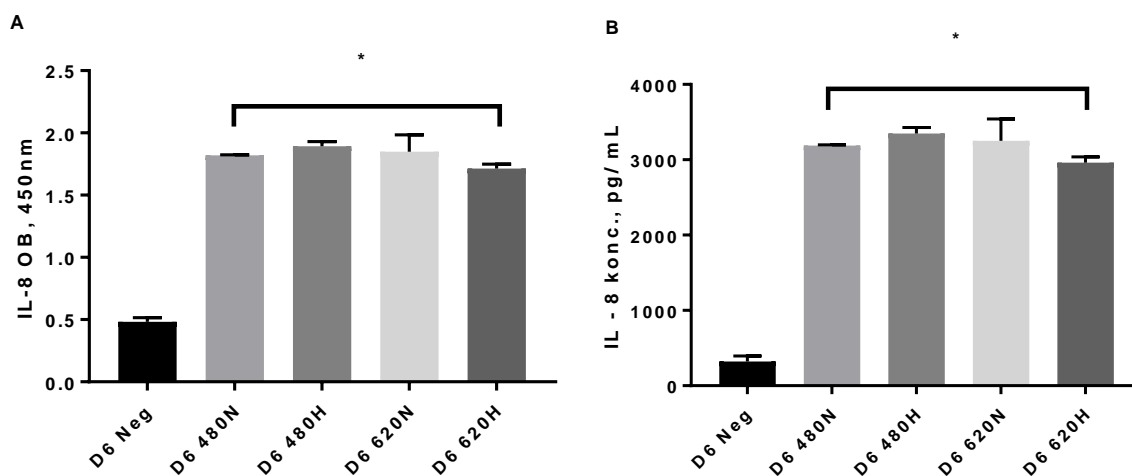 A
*
IL-8 OB, 450nm
2.5
2.0
1.5
1.0
0.5
0.0
D6 Neg
D6 480N
D6 480H
D6 620N
D6 620H
B
*
IL - 8 konc., pg/mL
4000
3000
2000
1000
0
D6 Neg
D6 480N
D6 480H
D6 620N
D6 620H